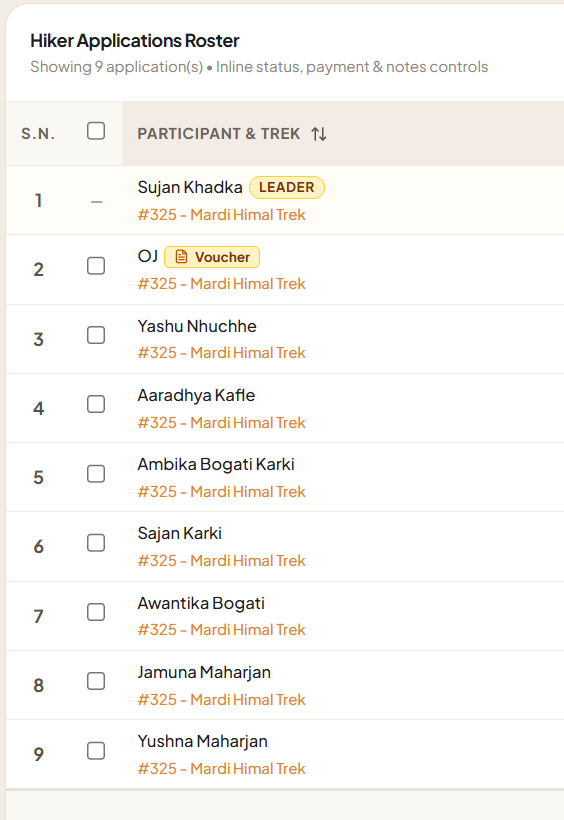 Hiker Applications Roster
Showing 9 application(s) • Inline status, payment & notes controls
S.N. PARTICIPANT & TREK
1 – Sujan Khadka LEADER
#325 – Mardi Himal Trek
2 OJ Voucher
#325 – Mardi Himal Trek
3 Yashu Nhuchhe
#325 – Mardi Himal Trek
4 Aaradhya Kafle
#325 – Mardi Himal Trek
5 Ambika Bogati Karki
#325 – Mardi Himal Trek
6 Sajan Karki
#325 – Mardi Himal Trek
7 Awantika Bogati
#325 – Mardi Himal Trek
8 Jamuna Maharjan
#325 – Mardi Himal Trek
9 Yushna Maharjan
#325 – Mardi Himal Trek